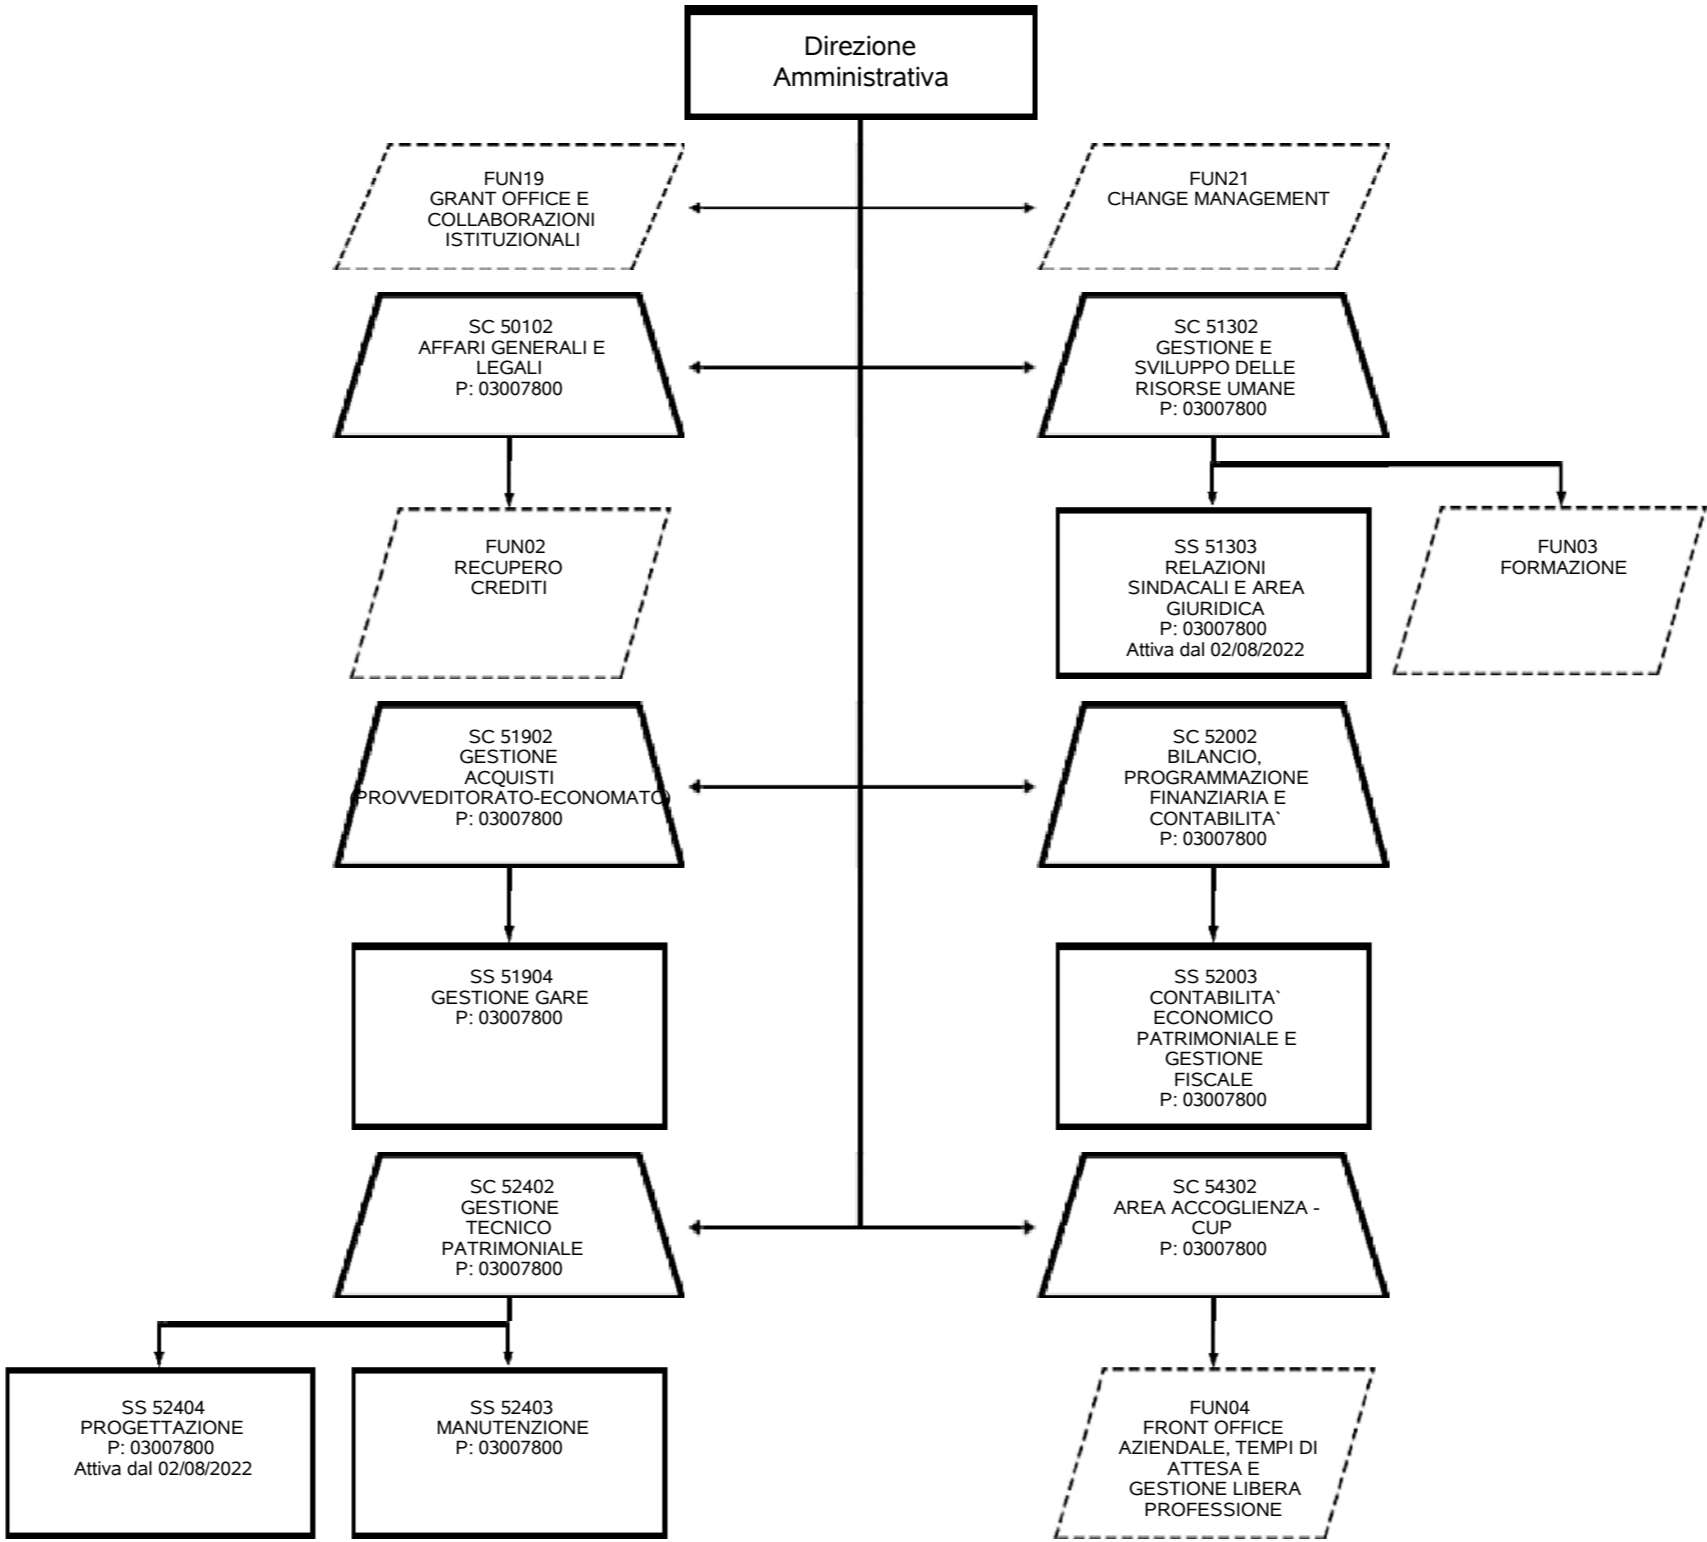 Direzione
Amministrativa
FUN19
GRANT OFFICE E
COLLABORAZIONI
ISTITUZIONALI
FUN21
CHANGE MANAGEMENT
SC 50102
AFFARI GENERALI E
LEGALI
P: 03007800
SC 51302
GESTIONE E
SVILUPPO DELLE
RISORSE UMANE
P: 03007800
FUN02
RECUPERO
CREDITI
SS 51303
RELAZIONI
SINDACALI E AREA
GIURIDICA
P: 03007800
Attiva dal 02/08/2022
FUN03
FORMAZIONE
SC 51902
GESTIONE
ACQUISTI
(PROVVEDITORATO-ECONOMATO)
P: 03007800
SC 52002
BILANCIO,
PROGRAMMAZIONE
FINANZIARIA E
CONTABILITA`
P: 03007800
SS 51904
GESTIONE GARE
P: 03007800
SS 52003
CONTABILITA`
ECONOMICO
PATRIMONIALE E
GESTIONE
FISCALE
P: 03007800
SC 52402
GESTIONE
TECNICO
PATRIMONIALE
P: 03007800
SC 54302
AREA ACCOGLIENZA -
CUP
P: 03007800
SS 52404
PROGETTAZIONE
P: 03007800
Attiva dal 02/08/2022
SS 52403
MANUTENZIONE
P: 03007800
FUN04
FRONT OFFICE
AZIENDALE, TEMPI DI
ATTESA E
GESTIONE LIBERA
PROFESSIONE